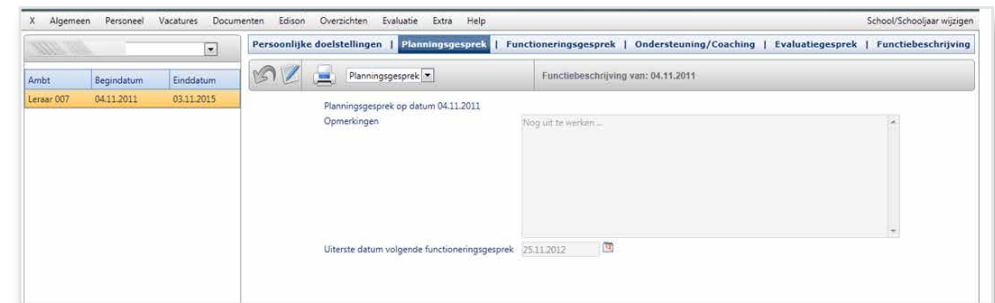 X Algemeen Personeel Vacatures Documenten Edison Overzichten Evaluatie Extra Help School/Schooljaar wijzigen
Persoonlijke doelstellingen | Planningsgesprek | Functioneringsgesprek | Ondersteuning/Coaching | Evaluatiegesprek | Functiebeschrijving
Planningsgesprek Functiebeschrijving van: 04.11.2011
Ambt Begindatum Einddatum
Leraar 007 04.11.2011 03.11.2015
Planningsgesprek op datum 04.11.2011
Opmerkingen Nog uit te werken ...
Uiterste datum volgende functioneringsgesprek 25.11.2012